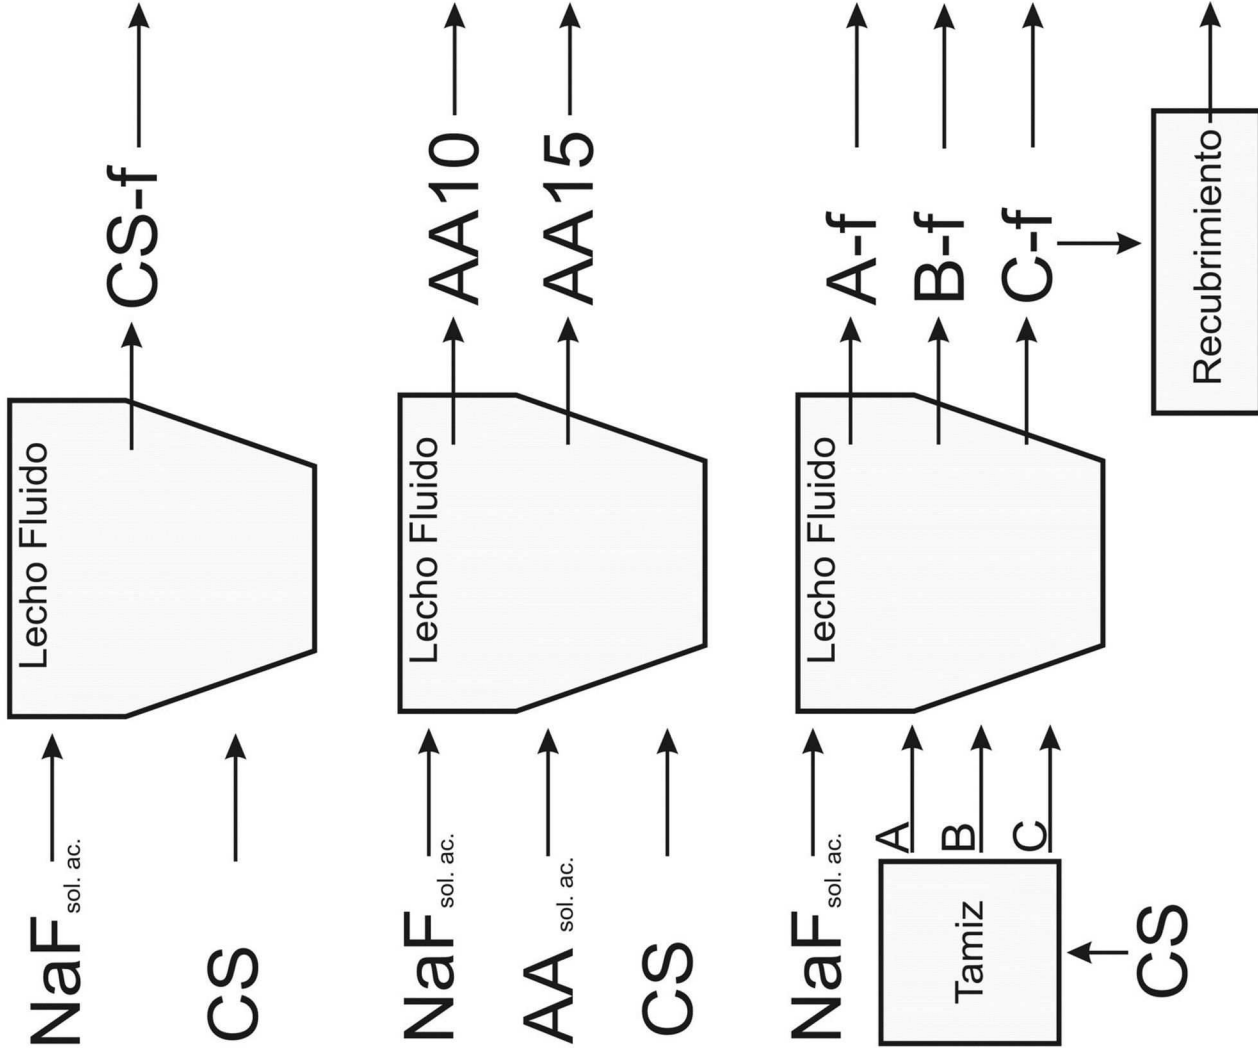 Lecho Fluido
NaF sol. ac.
CS-f
CS
Lecho Fluido
NaF sol. ac.
AA10
AA sol. ac.
AA15
CS
Lecho Fluido
NaF sol. ac.
A
A-f
B
B-f
Tamiz
C
C-f
CS
Recubrimiento